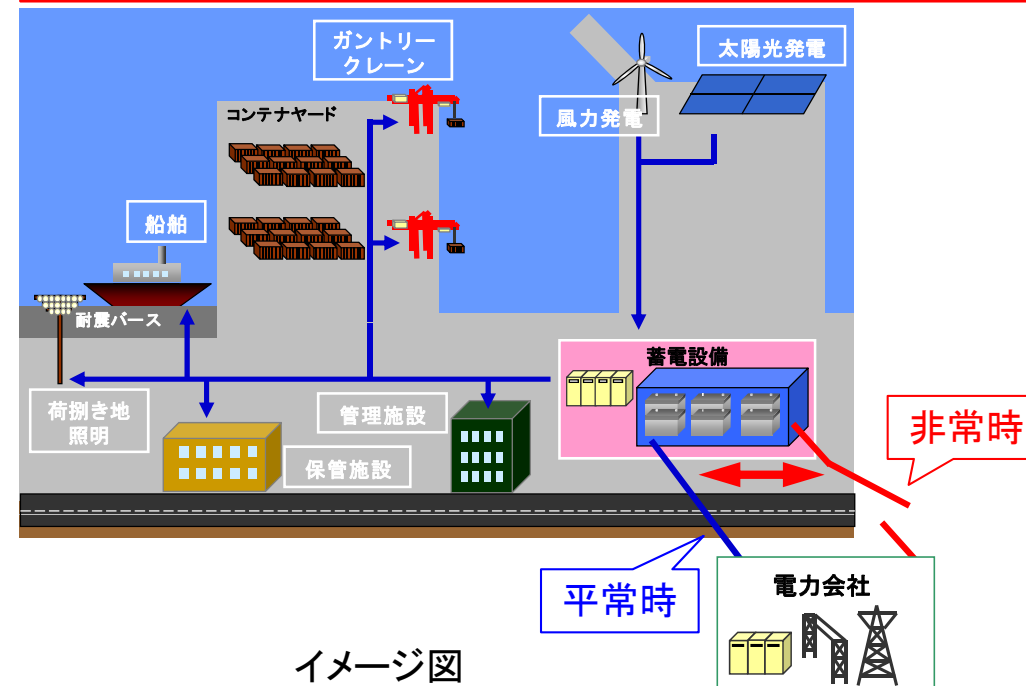 ガントリー
クレーン
太陽光発電
コンテナヤード
風力発電
船舶
耐震バース
蓄電設備
荷捌き地
照明
管理施設
保管施設
非常時
平常時
電力会社
イメージ図